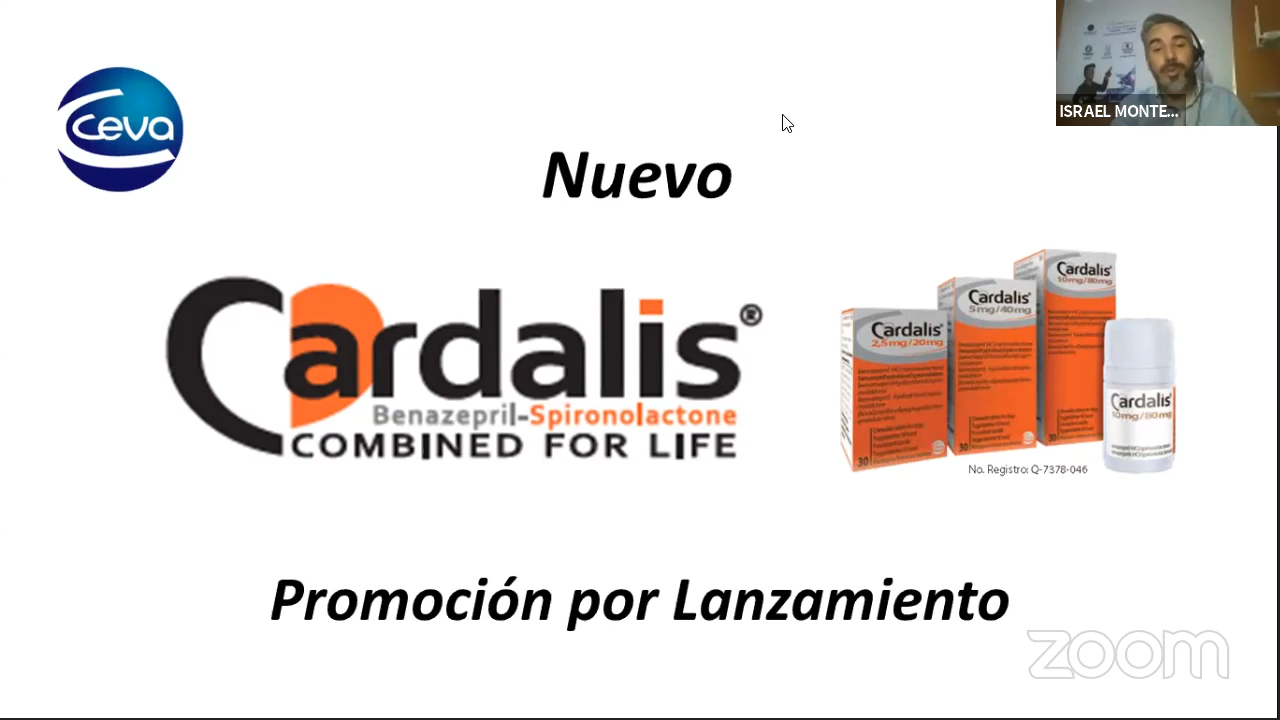 ceva
ISRAEL MONTE...
Nuevo
Cardalis®
Benazepril-Spironolactone
COMBINED FOR LIFE
Cardalis®
2,5mg/20mg
30
Cardalis®
5mg/40mg
30
Cardalis®
10mg/80mg
30
Cardalis®
10mg/80mg
No. Registro: Q-7378-046
Promoción por Lanzamiento
zoom